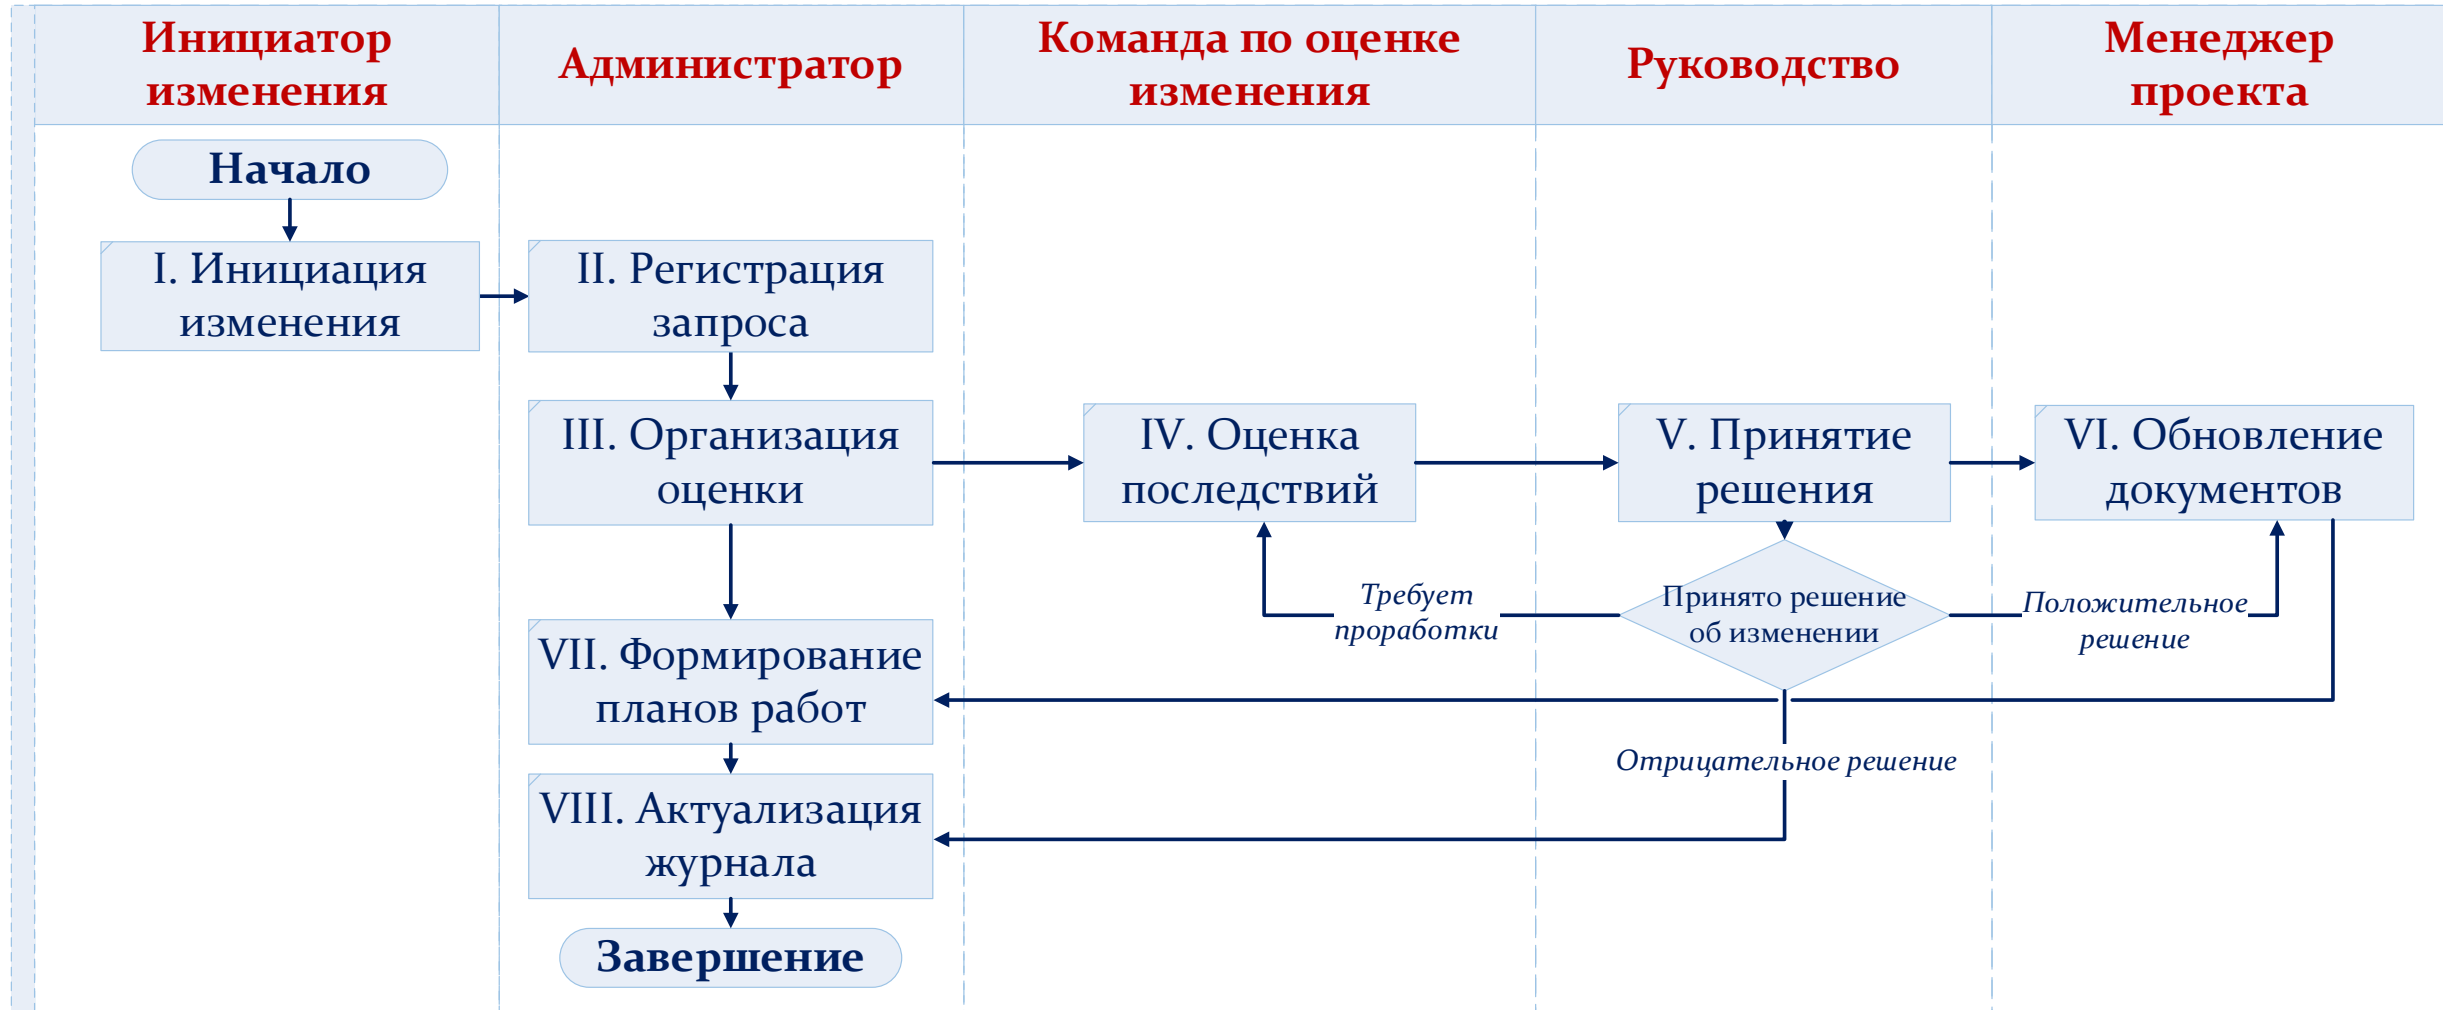 Инициатор
изменения
Администратор
Команда по оценке
изменения
Руководство
Менеджер
проекта
Начало
I. Инициация
изменения
II. Регистрация
запроса
III. Организация
оценки
IV. Оценка
последствий
V. Принятие
решения
VI. Обновление
документов
Требует
проработки
Принято решение
об изменении
Положительное
решение
VII. Формирование
планов работ
Отрицательное решение
VIII. Актуализация
журнала
Завершение